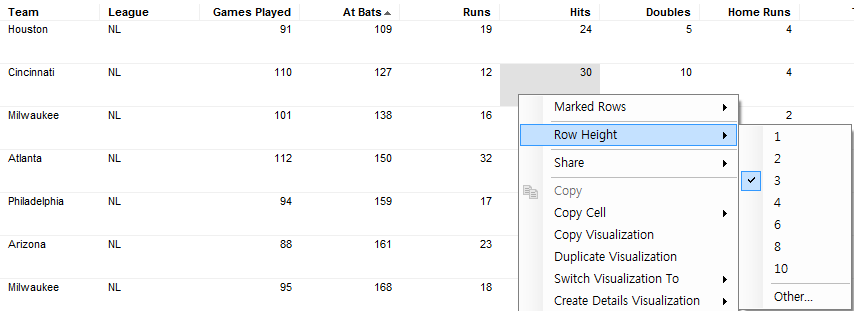 Team League Games Played At Bats Runs Hits Doubles Home Runs
Houston NL 91 109 19 24 5 4
Cincinnati NL 110 127 12 30 10 4
Milwaukee NL 101 138 16 2
Atlanta NL 112 150 32
Philadelphia NL 94 159 17
Arizona NL 88 161 23
Milwaukee NL 95 168 18
Marked Rows
Row Height
Share
Copy
Copy Cell
Copy Visualization
Duplicate Visualization
Switch Visualization To
Create Details Visualization
1
2
3
4
6
8
10
Other...